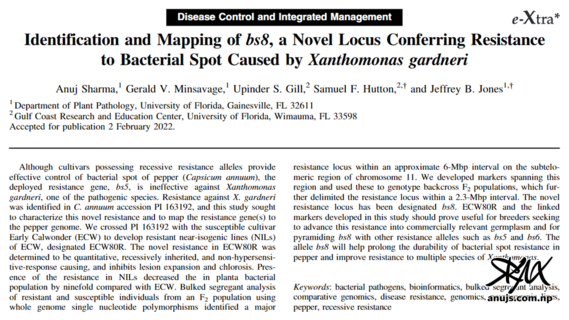 Disease Control and Integrated Management
e-Xtra*
Identification and Mapping of bs8, a Novel Locus Conferring Resistance
to Bacterial Spot Caused by Xanthomonas gardneri
Anuj Sharma,1 Gerald V. Minsavage,1 Upinder S. Gill,2 Samuel F. Hutton,2,† and Jeffrey B. Jones1,†
1 Department of Plant Pathology, University of Florida, Gainesville, FL 32611
2 Gulf Coast Research and Education Center, University of Florida, Wimauma, FL 33598
Accepted for publication 2 February 2022.
Although cultivars possessing recessive resistance alleles provide
effective control of bacterial spot of pepper (Capsicum annuum), the
deployed resistance gene, bs5, is ineffective against Xanthomonas
gardneri, one of the pathogenic species. Resistance against X. gardneri
was identified in C. annuum accession PI 163192, and this study sought
to characterize this novel resistance and to map the resistance gene(s) to
the pepper genome. We crossed PI 163192 with the susceptible cultivar
Early Calwonder (ECW) to develop resistant near-isogenic lines (NILs)
of ECW, designated ECW80R. The novel resistance in ECW80R was
determined to be quantitative, recessively inherited, and non-hypersensi-
tive-response causing, and inhibits lesion expansion and chlorosis. Pres-
ence of the resistance in NILs decreased the in planta bacterial
population by ninefold compared with ECW. Bulked segregant analysis
of resistant and susceptible individuals from an F2 population using
whole genome single nucleotide polymorphisms identified a major
resistance locus within an approximate 6-Mbp interval on the subtelo-
meric region of chromosome 11. We developed markers spanning this
region and used these to genotype backcross F2 populations, which fur-
ther delimited the resistance locus within a 2.3-Mbp interval. The novel
resistance locus has been designated bs8. ECW80R and the linked
markers developed in this study should prove useful for breeders seeking
to advance this resistance into commercially relevant germplasm and for
pyramiding bs8 with other resistance alleles such as bs5 and bs6. The
allele bs8 will help prolong the durability of bacterial spot resistance in
pepper and improve resistance to multiple species of Xanthomonas.
Keywords: bacterial pathogens, bioinformatics, bulked segregant analysis,
comparative genomics, disease resistance, genomics, lines,
pepper, recessive resistance
anujs.com.np